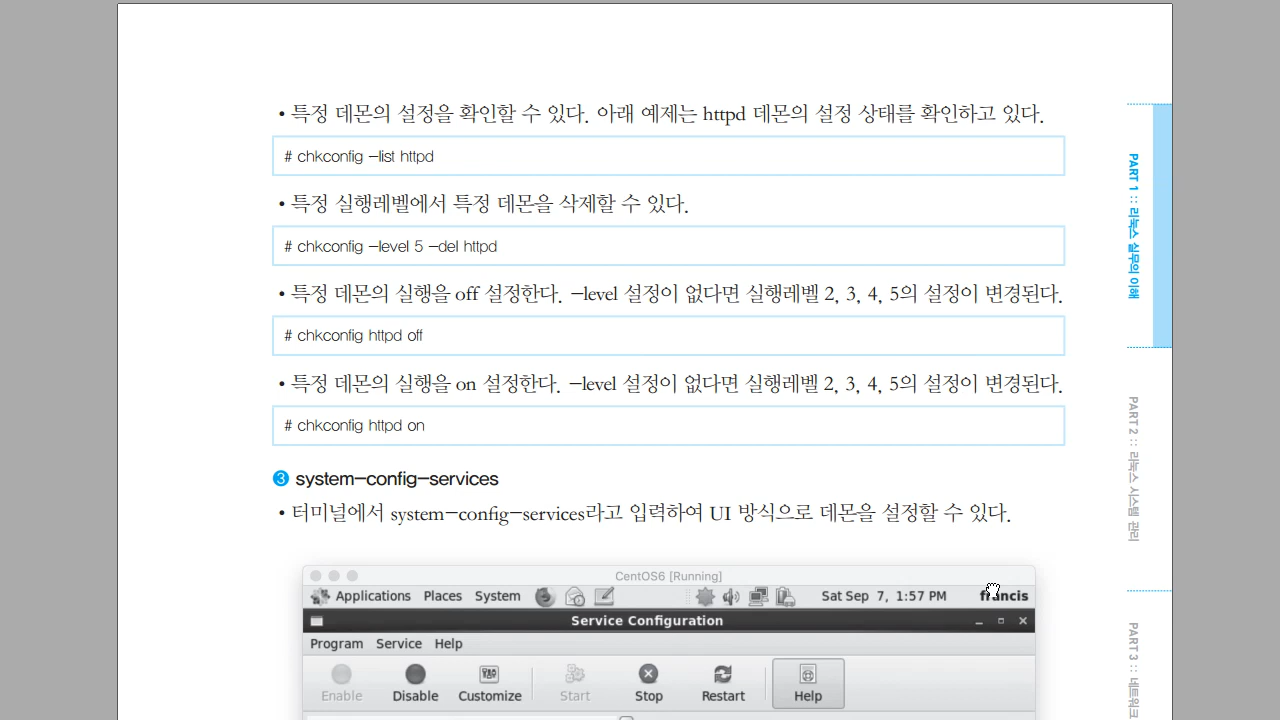 • 특정 데몬의 설정을 확인할 수 있다. 아래 예제는 httpd 데몬의 설정 상태를 확인하고 있다.
# chkconfig –list httpd
• 특정 실행레벨에서 특정 데몬을 삭제할 수 있다.
# chkconfig –level 5 –del httpd
• 특정 데몬의 실행을 off 설정한다. –level 설정이 없다면 실행레벨 2, 3, 4, 5의 설정이 변경된다.
# chkconfig httpd off
• 특정 데몬의 실행을 on 설정한다. –level 설정이 없다면 실행레벨 2, 3, 4, 5의 설정이 변경된다.
# chkconfig httpd on
3 system–config–services
• 터미널에서 system–config–services라고 입력하여 UI 방식으로 데몬을 설정할 수 있다.
CentOS6 [Running]
Applications Places System Sat Sep 7, 1:57 PM francis
Service Configuration
Program Service Help
Enable Disable Customize Start Stop Restart Help
PART 1 :: 리눅스 실무의 이해
PART 2 :: 리눅스 시스템 관리
PART 3 :: 네트워크